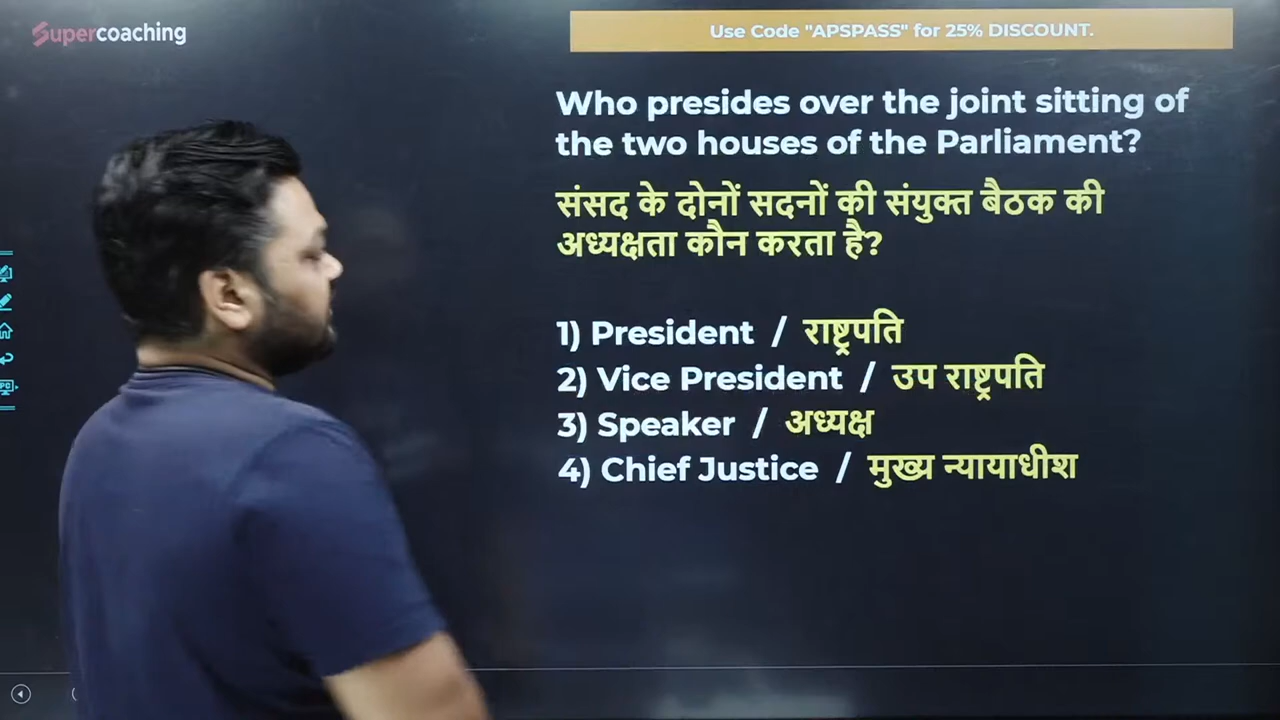 Supercoaching
Use Code "APSPASS" for 25% DISCOUNT.
Who presides over the joint sitting of
the two houses of the Parliament?
संसद के दोनों सदनों की संयुक्त बैठक की
अध्यक्षता कौन करता है?
1) President / राष्ट्रपति
2) Vice President / उप राष्ट्रपति
3) Speaker / अध्यक्ष
4) Chief Justice / मुख्य न्यायाधीश